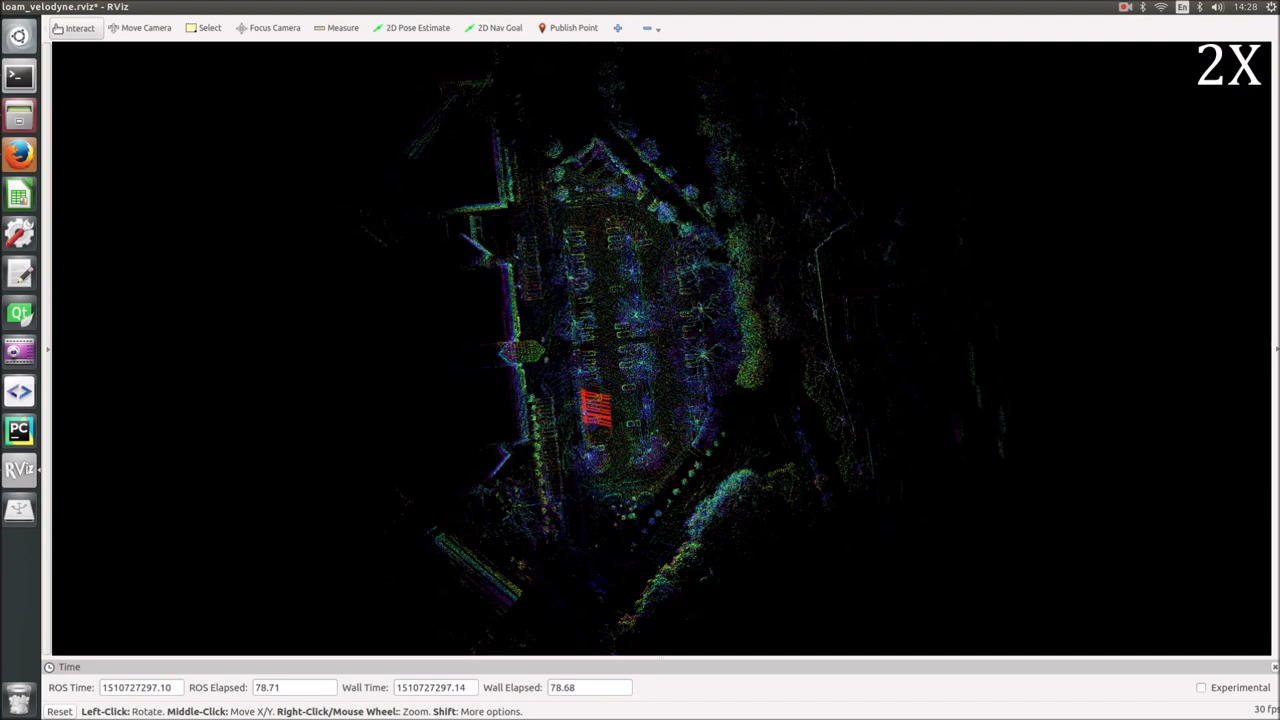 loam_velodyne.rviz* - RViz
En
14:28
Interact
Move Camera
Select
Focus Camera
Measure
2D Pose Estimate
2D Nav Goal
Publish Point
2X
>_
Qt
<>
PC
RViz
Time
ROS Time:
1510727297.10
ROS Elapsed:
78.71
Wall Time:
1510727297.14
Wall Elapsed:
78.68
Experimental
Reset
Left-Click: Rotate. Middle-Click: Move X/Y. Right-Click/Mouse Wheel:: Zoom. Shift: More options.
30 fps